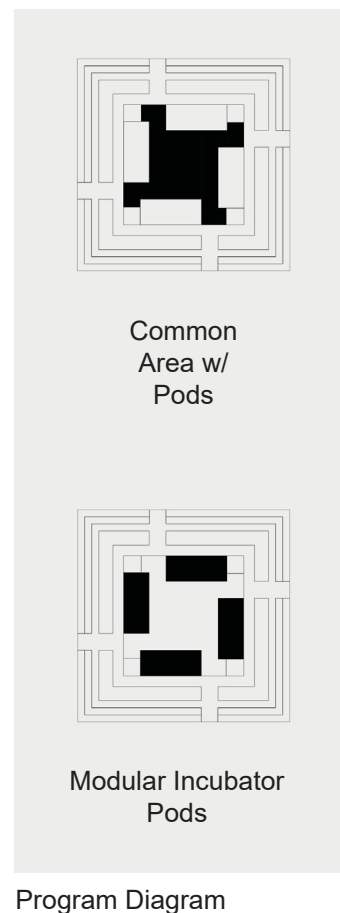 Common
Area w/
Pods
Modular Incubator
Pods
Program Diagram